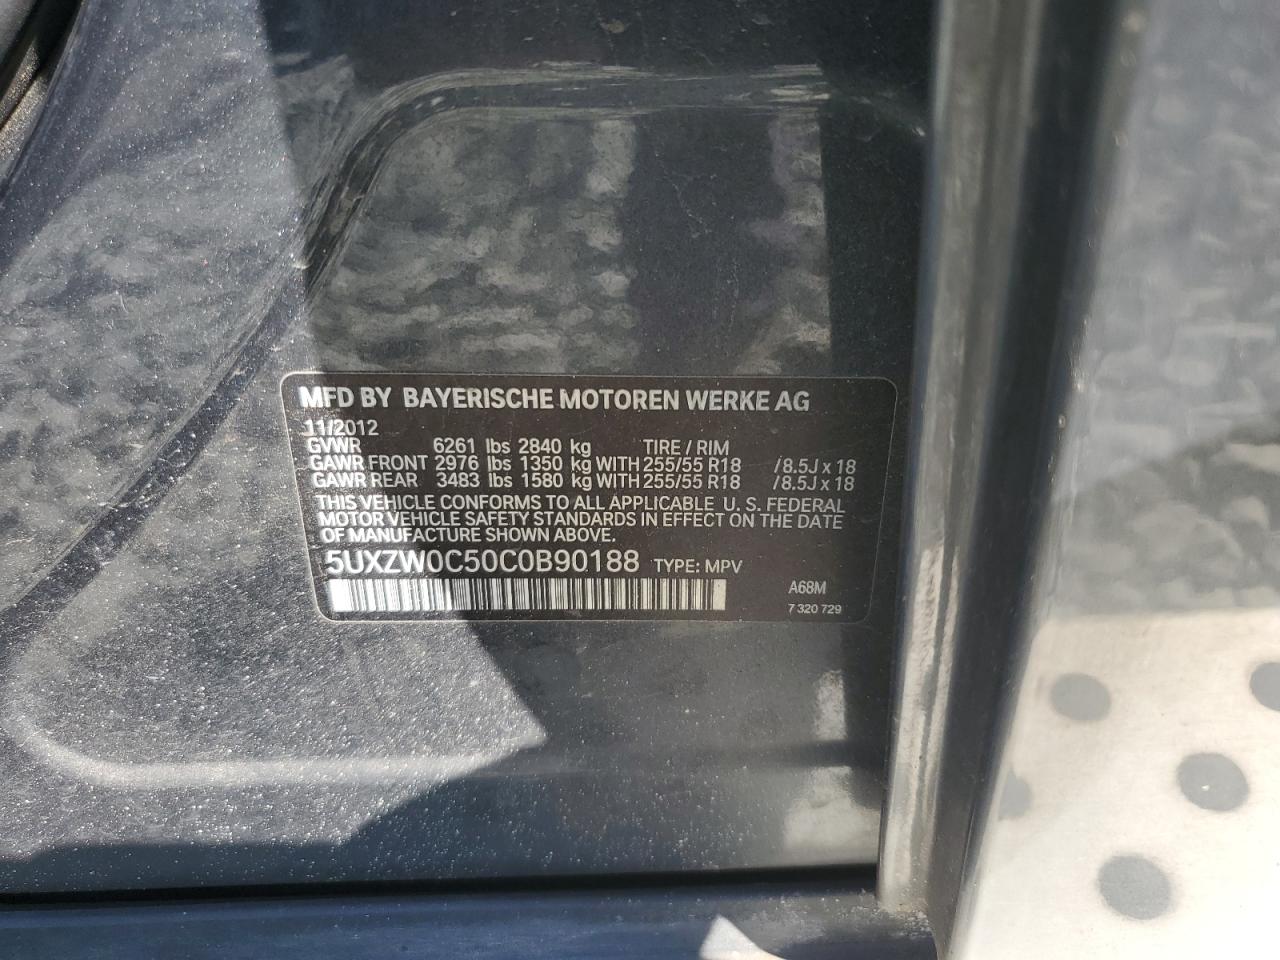 MFD BY BAYERISCHE MOTOREN WERKE AG
11/2012
GVWR 6261 lbs 2840 kg TIRE / RIM
GAWR FRONT 2976 lbs 1350 kg WITH 255/55 R18 /8.5J x 18
GAWR REAR 3483 lbs 1580 kg WITH 255/55 R18 /8.5J x 18
THIS VEHICLE CONFORMS TO ALL APPLICABLE U. S. FEDERAL
MOTOR VEHICLE SAFETY STANDARDS IN EFFECT ON THE DATE
OF MANUFACTURE SHOWN ABOVE.
5UXZW0C50C0B90188 TYPE: MPV
A68M
7 320 729